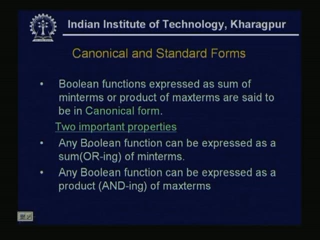 Indian Institute of Technology, Kharagpur
Canonical and Standard Forms
• Boolean functions expressed as sum of
minterms or product of maxterms are said to
be in Canonical form.
Two important properties
• Any Boolean function can be expressed as a
sum(OR-ing) of minterms.
• Any Boolean function can be expressed as a
product (AND-ing) of maxterms